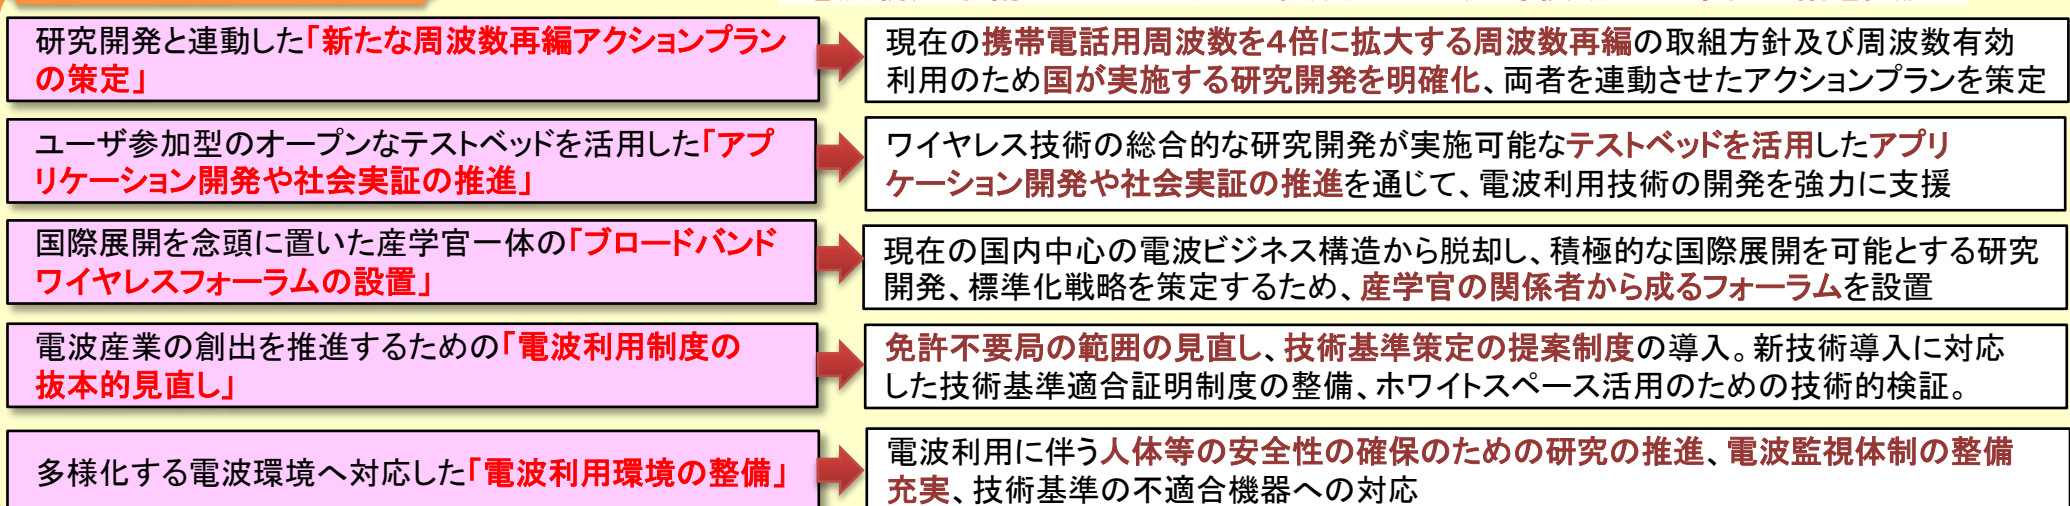 研究開発と連動した「新たな周波数再編アクションプラン
の策定」
現在の携帯電話用周波数を4倍に拡大する周波数再編の取組方針及び周波数有効
利用のため国が実施する研究開発を明確化、両者を連動させたアクションプランを策定
ユーザ参加型のオープンなテストベッドを活用した「アプ
リケーション開発や社会実証の推進」
ワイヤレス技術の総合的な研究開発が実施可能なテストベッドを活用したアプリ
ケーション開発や社会実証の推進を通じて、電波利用技術の開発を強力に支援
国際展開を念頭に置いた産学官一体の「ブロードバンド
ワイヤレスフォーラムの設置」
現在の国内中心の電波ビジネス構造から脱却し、積極的な国際展開を可能とする研究
開発、標準化戦略を策定するため、産学官の関係者から成るフォーラムを設置
電波産業の創出を推進するための「電波利用制度の
抜本的見直し」
免許不要局の範囲の見直し、技術基準策定の提案制度の導入。新技術導入に対応
した技術基準適合証明制度の整備、ホワイトスペース活用のための技術的検証。
多様化する電波環境へ対応した「電波利用環境の整備」
電波利用に伴う人体等の安全性の確保のための研究の推進、電波監視体制の整備
充実、技術基準の不適合機器への対応